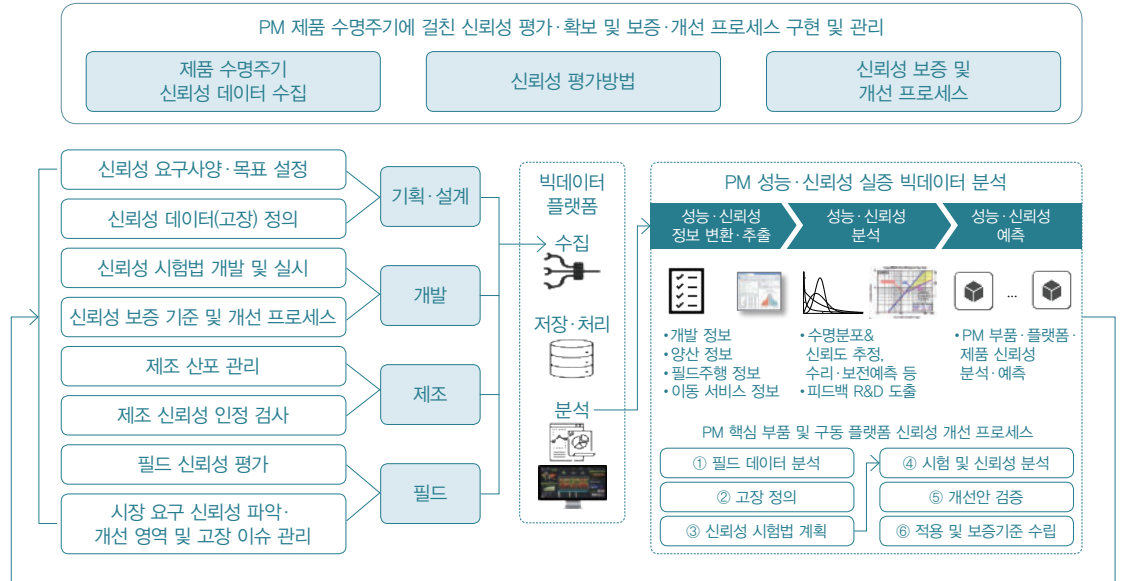 PM 제품 수명주기에 걸친 신뢰성 평가·확보 및 보증·개선 프로세스 구현 및 관리
제품 수명주기
신뢰성 데이터 수집
신뢰성 평가방법
신뢰성 보증 및
개선 프로세스
신뢰성 요구사양·목표 설정
신뢰성 데이터(고장) 정의
신뢰성 시험법 개발 및 실시
신뢰성 보증 기준 및 개선 프로세스
제조 산포 관리
제조 신뢰성 인정 검사
필드 신뢰성 평가
시장 요구 신뢰성 파악·
개선 영역 및 고장 이슈 관리
기획·설계
개발
제조
필드
빅데이터
플랫폼
수집
저장·처리
분석
PM 성능·신뢰성 실증 빅데이터 분석
성능·신뢰성
정보 변환·추출
성능·신뢰성
분석
성능·신뢰성
예측
...
•개발 정보
•양산 정보
•필드주행 정보
•이동 서비스 정보
•수명분포&
신뢰도 추정,
수리·보전예측 등
•피드백 R&D 도출
•PM 부품·플랫폼·
제품 신뢰성
분석·예측
PM 핵심 부품 및 구동 플랫폼 신뢰성 개선 프로세스
① 필드 데이터 분석
② 고장 정의
③ 신뢰성 시험법 계획
④ 시험 및 신뢰성 분석
⑤ 개선안 검증
⑥ 적용 및 보증기준 수립